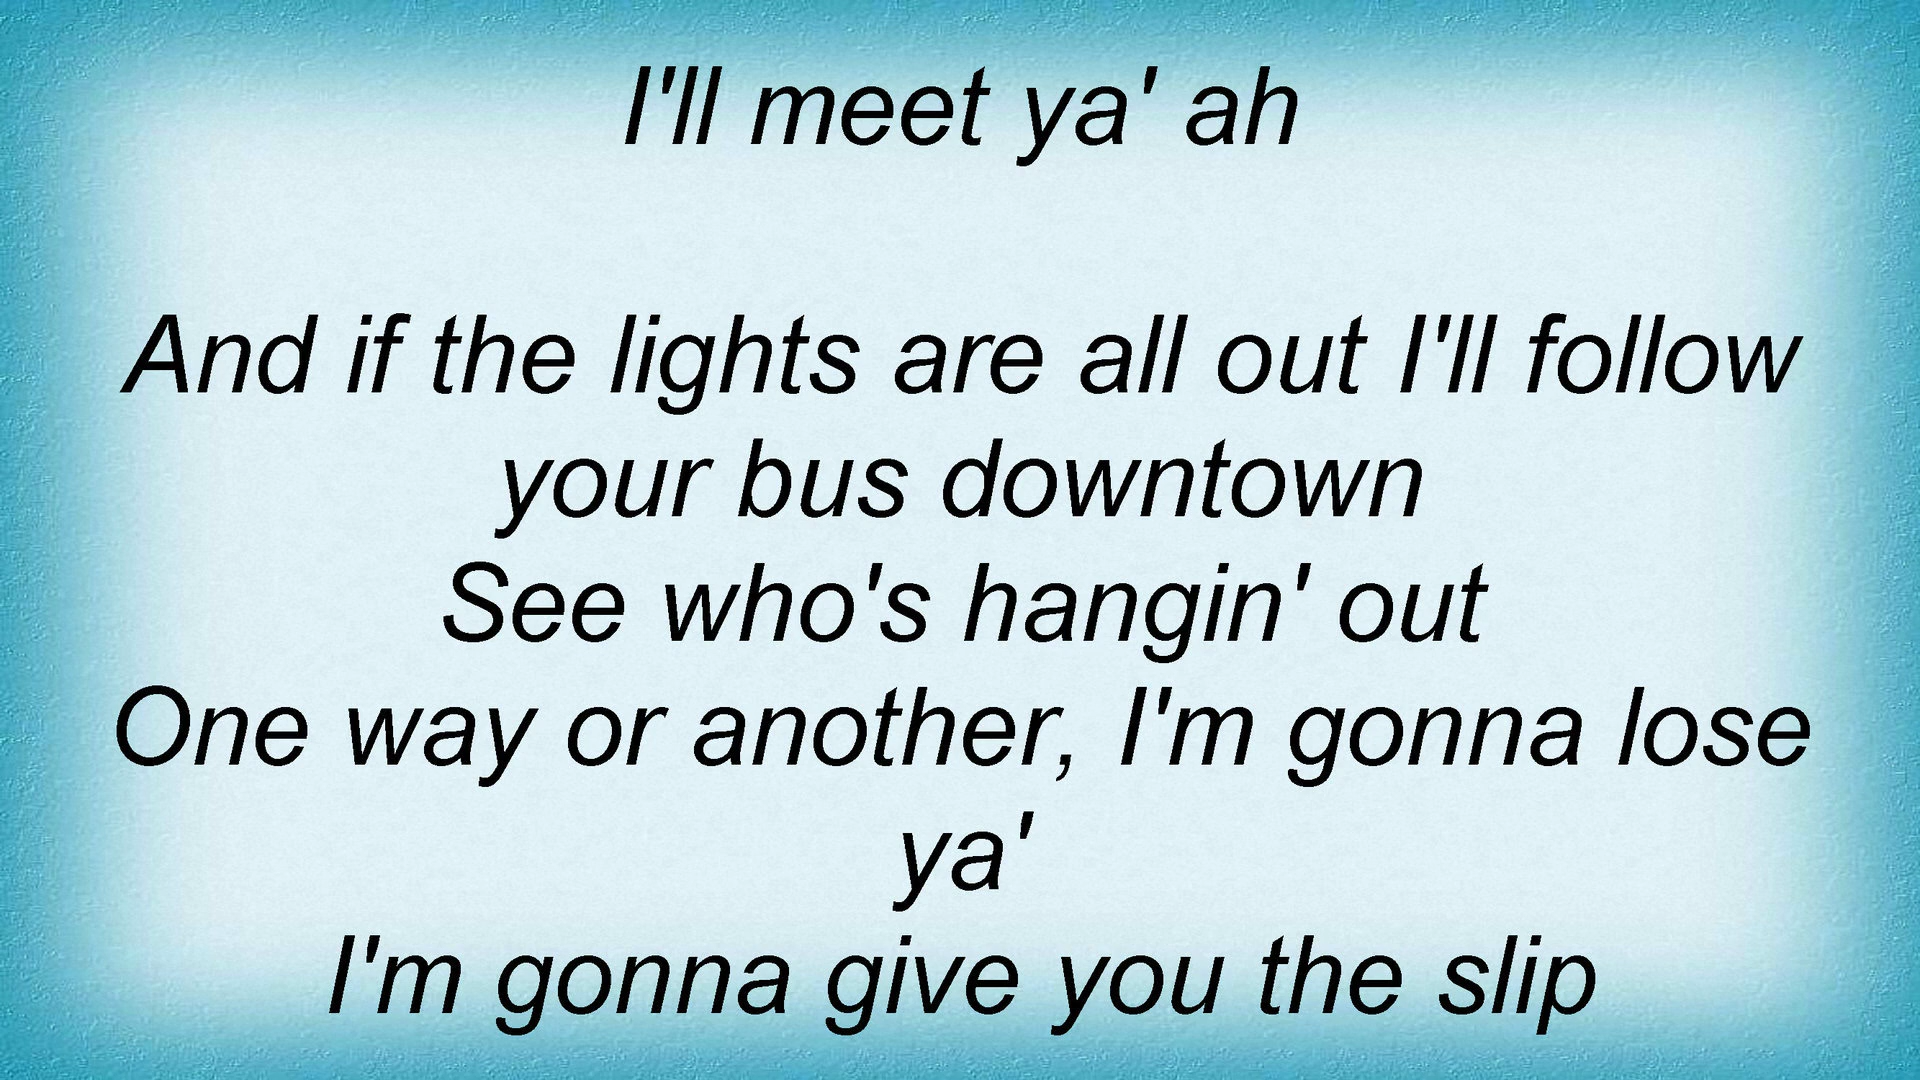 I'll meet ya' ah
And if the lights are all out I'll follow
your bus downtown
See who's hangin' out
One way or another, I'm gonna lose
ya'
I'm gonna give you the slip